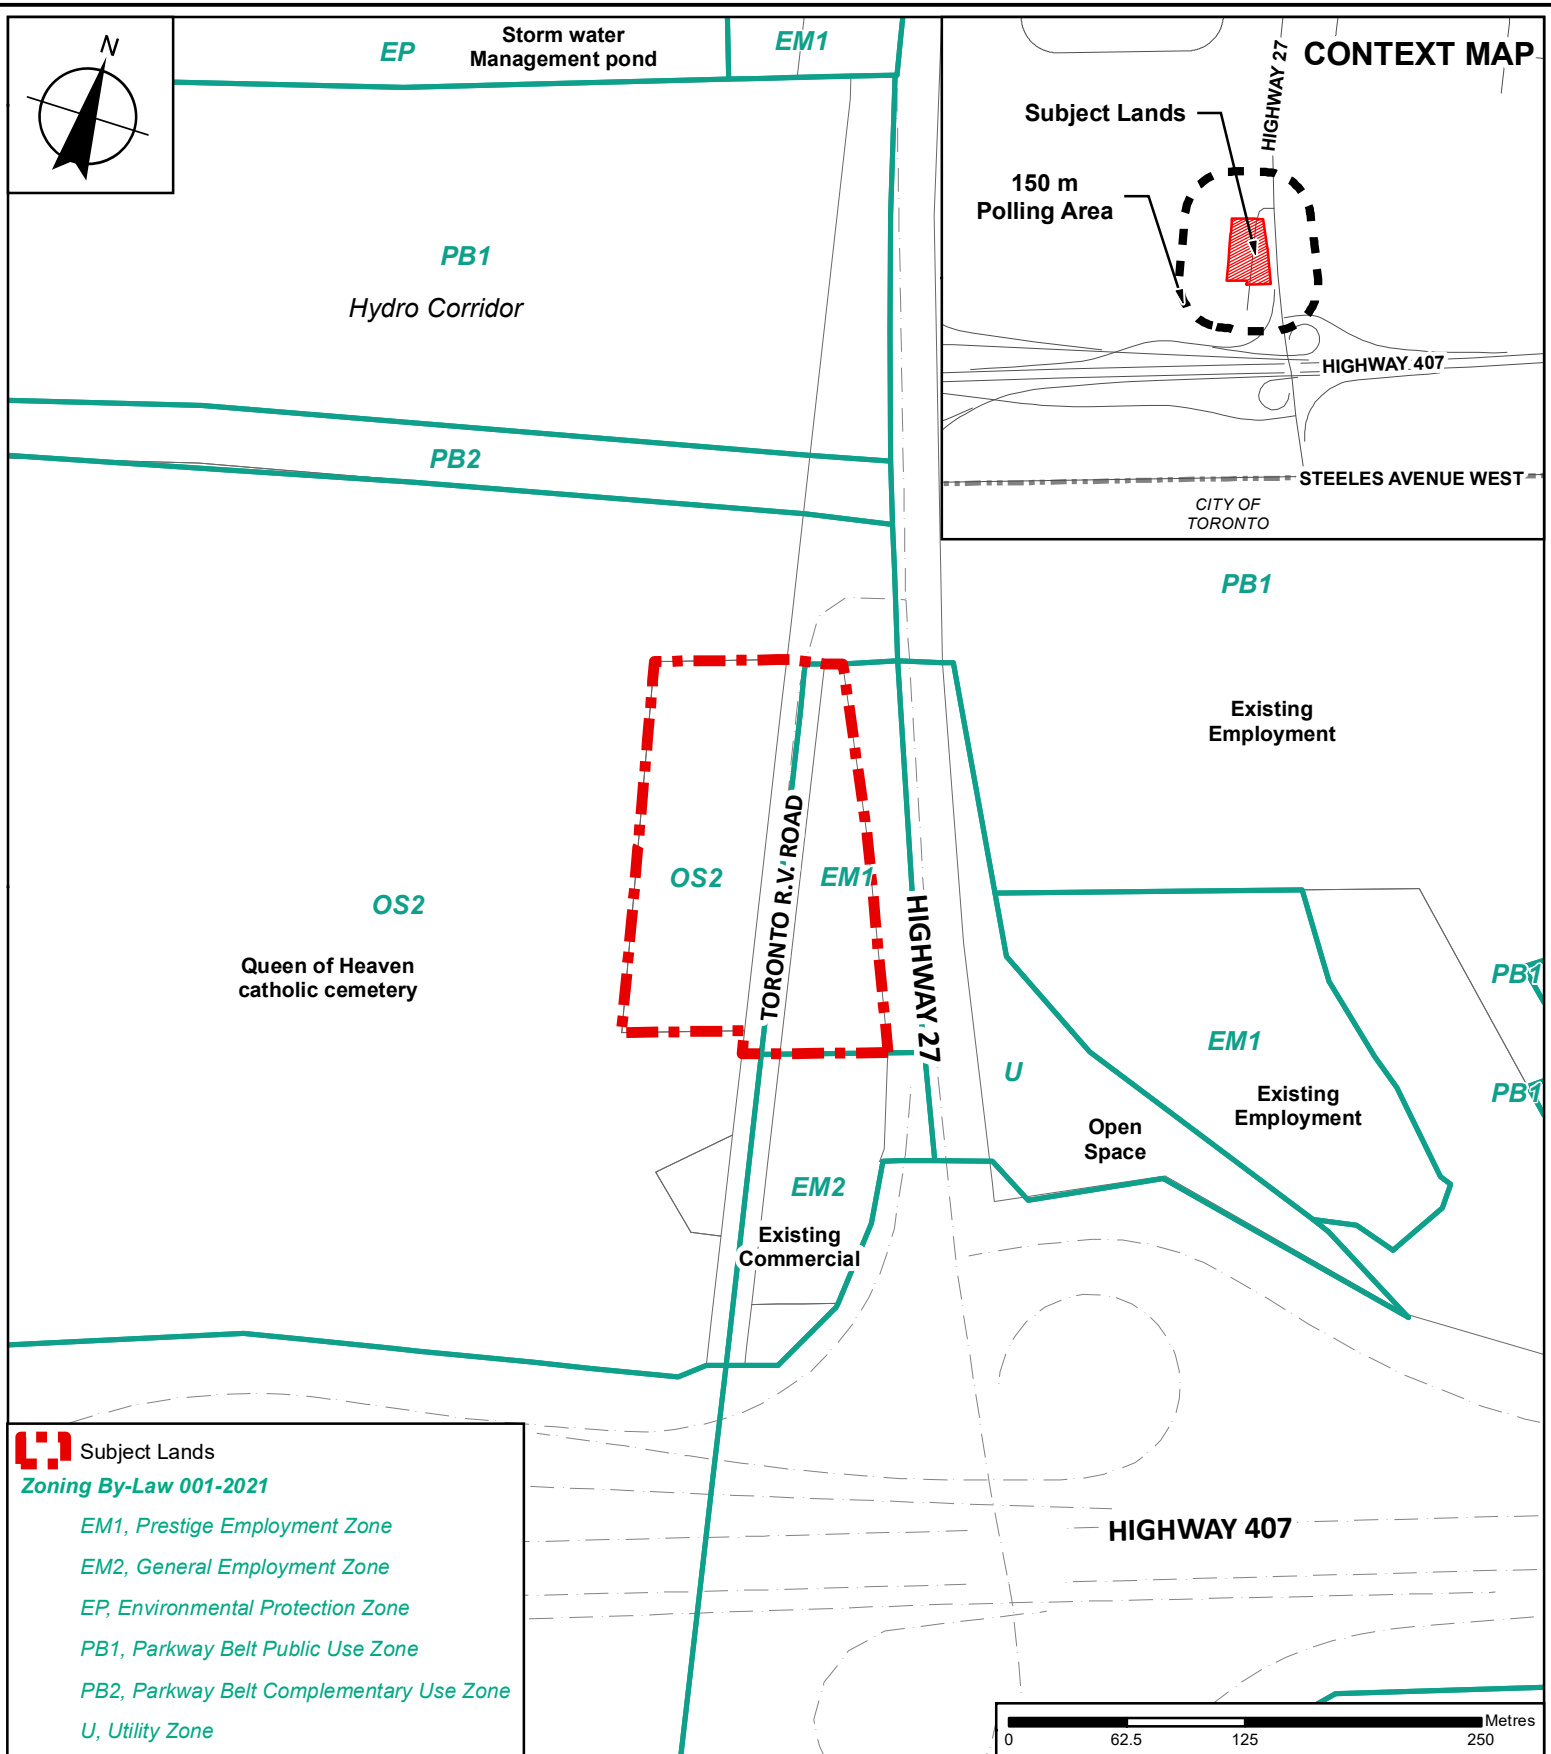 N
EP
Storm water
Management pond
EM1
CONTEXT MAP
HIGHWAY 27
Subject Lands
150 m
Polling Area
HIGHWAY 407
STEELES AVENUE WEST
CITY OF
TORONTO
PB1
Hydro Corridor
PB2
PB1
Existing
Employment
OS2
Queen of Heaven
catholic cemetery
OS2
TORONTO R.V. ROAD
EM1
HIGHWAY 27
PB1
EM1
Existing
Employment
PB1
U
Open
Space
EM2
Existing
Commercial
HIGHWAY 407
Subject Lands
Zoning By-Law 001-2021
EM1, Prestige Employment Zone
EM2, General Employment Zone
EP, Environmental Protection Zone
PB1, Parkway Belt Public Use Zone
PB2, Parkway Belt Complementary Use Zone
U, Utility Zone
Metres
0 62.5 125 250